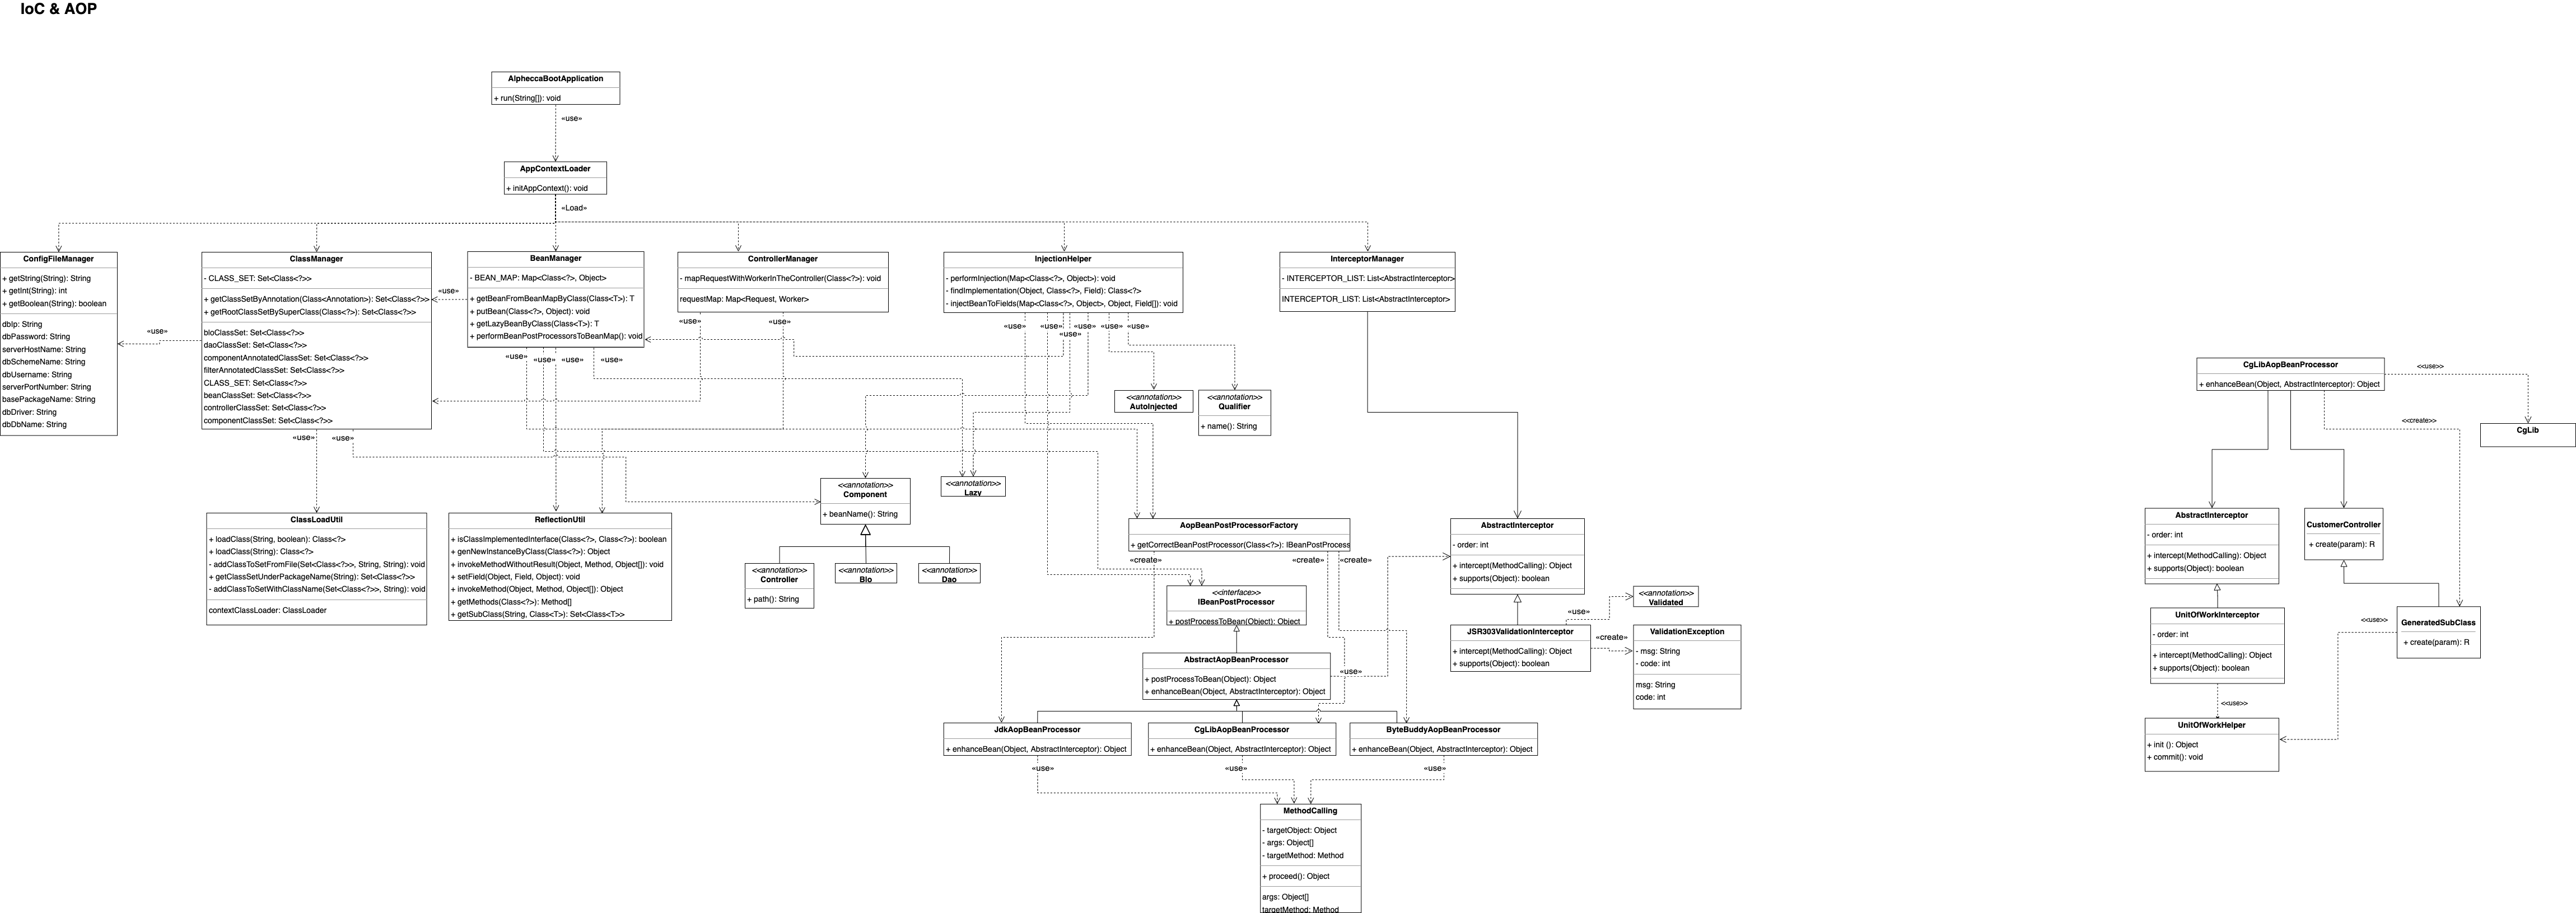 IoC & AOP
AlpheccaBootApplication
+ run(String[]): void
«use»
AppContextLoader
+ initAppContext(): void
«Load»
ConfigFileManager
+ getString(String): String
+ getInt(String): int
+ getBoolean(String): boolean
dbIp: String
dbPassword: String
serverHostName: String
dbSchemeName: String
dbUsername: String
serverPortNumber: String
basePackageName: String
dbDriver: String
dbDbName: String
«use»
ClassManager
- CLASS_SET: Set<Class<?>>
+ getClassSetByAnnotation(Class<Annotation>): Set<Class<?>>
+ getRootClassSetBySuperClass(Class<?>): Set<Class<?>>
bloClassSet: Set<Class<?>>
daoClassSet: Set<Class<?>>
componentAnnotatedClassSet: Set<Class<?>>
filterAnnotatedClassSet: Set<Class<?>>
CLASS_SET: Set<Class<?>>
beanClassSet: Set<Class<?>>
controllerClassSet: Set<Class<?>>
componentClassSet: Set<Class<?>>
«use»
«use»
«use»
BeanManager
- BEAN_MAP: Map<Class<?>, Object>
+ getBeanFromBeanMapByClass(Class<T>): T
+ putBean(Class<?>, Object): void
+ getLazyBeanByClass(Class<T>): T
+ performBeanPostProcessorsToBeanMap(): void
«use»
«use»
«use»
«use»
ControllerManager
- mapRequestWithWorkerInTheController(Class<?>): void
requestMap: Map<Request, Worker>
«use»
«use»
InjectionHelper
- performInjection(Map<Class<?>, Object>): void
- findImplementation(Object, Class<?>, Field): Class<?>
- injectBeanToFields(Map<Class<?>, Object>, Object, Field[]): void
«use»
«use»
«use»
«use»
«use»
«use»
InterceptorManager
- INTERCEPTOR_LIST: List<AbstractInterceptor>
INTERCEPTOR_LIST: List<AbstractInterceptor>
<<annotation>>
AutoInjected
<<annotation>>
Qualifier
+ name(): String
<<annotation>>
Component
+ beanName(): String
<<annotation>>
Lazy
ClassLoadUtil
+ loadClass(String, boolean): Class<?>
+ loadClass(String): Class<?>
- addClassToSetFromFile(Set<Class<?>>, String, String): void
+ getClassSetUnderPackageName(String): Set<Class<?>>
- addClassToSetWithClassName(Set<Class<?>>, String): void
contextClassLoader: ClassLoader
ReflectionUtil
+ isClassImplementedInterface(Class<?>, Class<?>): boolean
+ genNewInstanceByClass(Class<?>): Object
+ invokeMethodWithoutResult(Object, Method, Object[]): void
+ setField(Object, Field, Object): void
+ invokeMethod(Object, Method, Object[]): Object
+ getMethods(Class<?>): Method[]
+ getSubClass(String, Class<T>): Set<Class<T>>
<<annotation>>
Controller
+ path(): String
<<annotation>>
Blo
<<annotation>>
Dao
AopBeanPostProcessorFactory
+ getCorrectBeanPostProcessor(Class<?>): IBeanPostProcess
«create»
«create»
«create»
<<interface>>
IBeanPostProcessor
+ postProcessToBean(Object): Object
AbstractAopBeanProcessor
+ postProcessToBean(Object): Object
+ enhanceBean(Object, AbstractInterceptor): Object
«use»
JdkAopBeanProcessor
+ enhanceBean(Object, AbstractInterceptor): Object
«use»
CgLibAopBeanProcessor
+ enhanceBean(Object, AbstractInterceptor): Object
«use»
ByteBuddyAopBeanProcessor
+ enhanceBean(Object, AbstractInterceptor): Object
«use»
MethodCalling
- targetObject: Object
- args: Object[]
- targetMethod: Method
+ proceed(): Object
args: Object[]
targetMethod: Method
AbstractInterceptor
- order: int
+ intercept(MethodCalling): Object
+ supports(Object): boolean
JSR303ValidationInterceptor
+ intercept(MethodCalling): Object
+ supports(Object): boolean
«use»
<<annotation>>
Validated
«create»
ValidationException
- msg: String
- code: int
msg: String
code: int
CgLibAopBeanProcessor
+ enhanceBean(Object, AbstractInterceptor): Object
<<use>>
<<create>>
CgLib
AbstractInterceptor
- order: int
+ intercept(MethodCalling): Object
+ supports(Object): boolean
CustomerController
+ create(param): R
UnitOfWorkInterceptor
- order: int
+ intercept(MethodCalling): Object
+ supports(Object): boolean
<<use>>
GeneratedSubClass
+ create(param): R
<<use>>
UnitOfWorkHelper
+ init (): Object
+ commit(): void